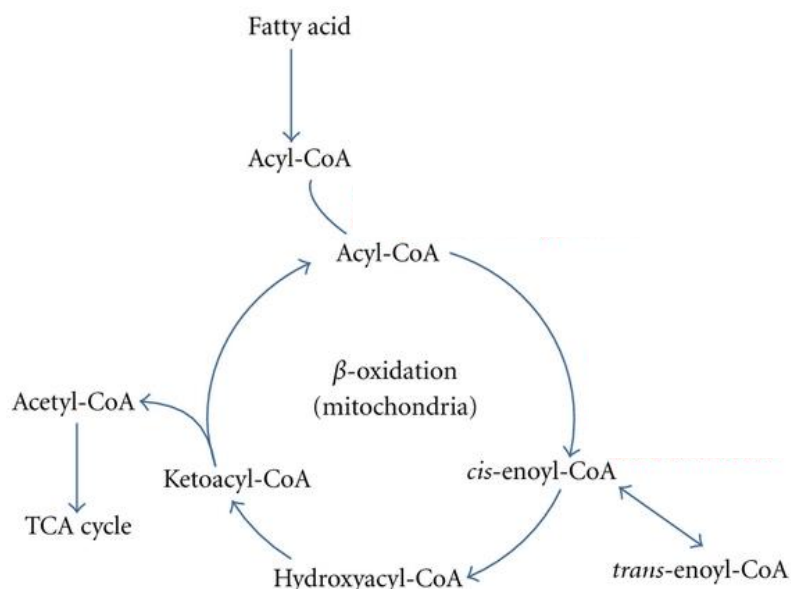 Fatty acid
Acyl-CoA
Acyl-CoA
β-oxidation
(mitochondria)
Acetyl-CoA
cis-enoyl-CoA
Ketoacyl-CoA
TCA cycle
trans-enoyl-CoA
Hydroxyacyl-CoA